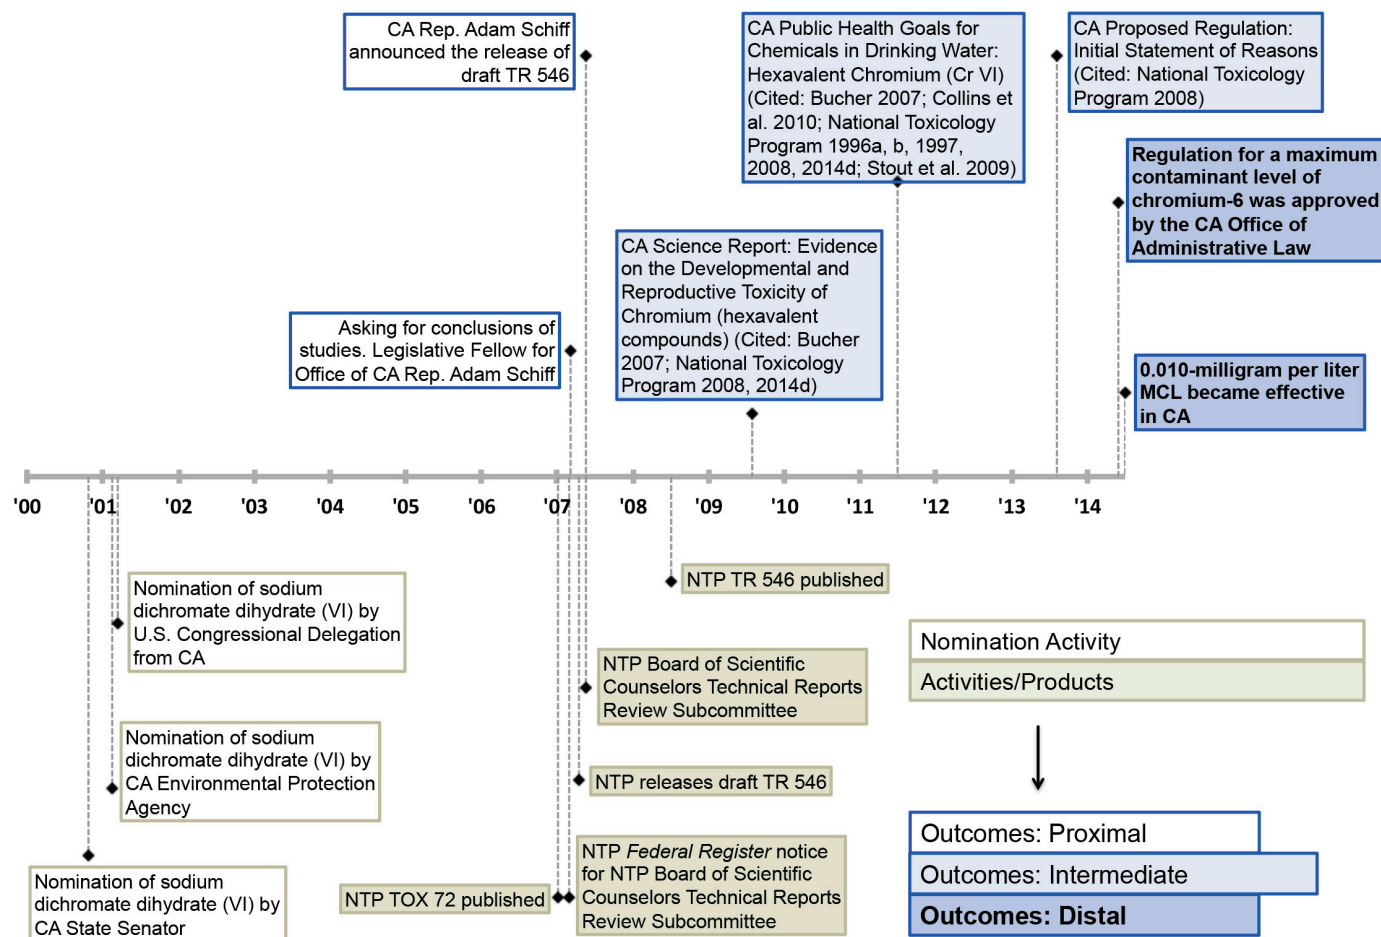 CA Rep. Adam Schiff
announced the release of
draft TR 546
CA Public Health Goals for
Chemicals in Drinking Water:
Hexavalent Chromium (Cr VI)
(Cited: Bucher 2007; Collins et
al. 2010; National Toxicology
Program 1996a, b, 1997,
2008, 2014d; Stout et al. 2009)
CA Proposed Regulation:
Initial Statement of Reasons
(Cited: National Toxicology
Program 2008)
Regulation for a maximum
contaminant level of
chromium-6 was approved
by the CA Office of
Administrative Law
CA Science Report: Evidence
on the Developmental and
Reproductive Toxicity of
Chromium (hexavalent
compounds) (Cited: Bucher
2007; National Toxicology
Program 2008, 2014d)
Asking for conclusions of
studies. Legislative Fellow for
Office of CA Rep. Adam Schiff
0.010-milligram per liter
MCL became effective
in CA
'00 '01 '02 '03 '04 '05 '06 '07 '08 '09 '10 '11 '12 '13 '14
Nomination of sodium
dichromate dihydrate (VI) by
U.S. Congressional Delegation
from CA
NTP TR 546 published
Nomination of sodium
dichromate dihydrate (VI) by
CA Environmental Protection
Agency
NTP Board of Scientific
Counselors Technical Reports
Review Subcommittee
NTP releases draft TR 546
Nomination of sodium
dichromate dihydrate (VI) by
CA State Senator
NTP TOX 72 published
NTP Federal Register notice
for NTP Board of Scientific
Counselors Technical Reports
Review Subcommittee
Nomination Activity
Activities/Products
Outcomes: Proximal
Outcomes: Intermediate
Outcomes: Distal